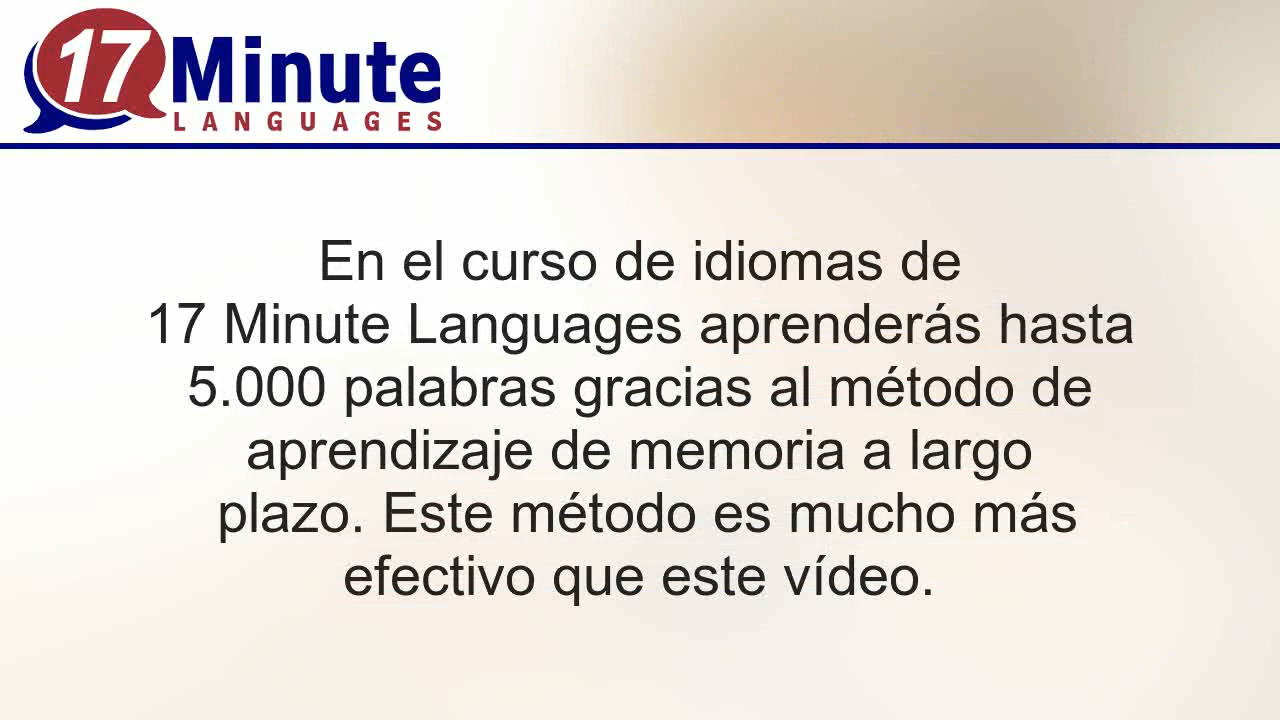 17 Minute
LANGUAGES
En el curso de idiomas de
17 Minute Languages aprenderás hasta
5.000 palabras gracias al método de
aprendizaje de memoria a largo
plazo. Este método es mucho más
efectivo que este vídeo.